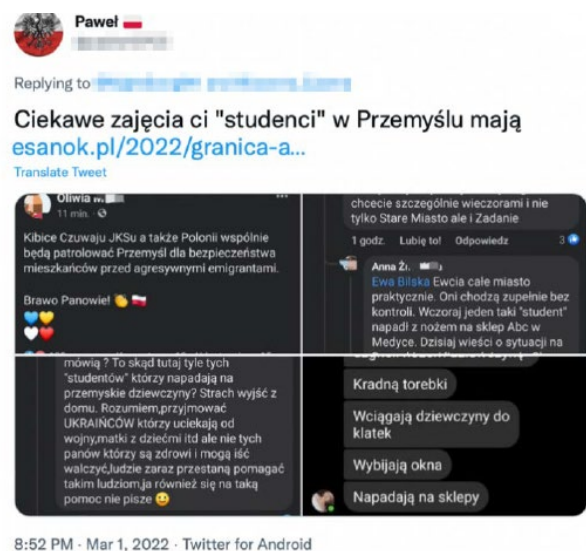 Paweł
Replying to
Ciekawe zajęcia ci "studenci" w Przemyślu mają
esanok.pl/2022/granica-a...
Translate Tweet
Oliwia
11 min.
Kibice Czuwaju JKSu a także Polonii wspólnie
będą patrolować Przemyśl dla bezpieczeństwa
mieszkańców przed agresywnymi emigrantami.
Brawo Panowie!
chcecie szczególnie wieczorami i nie
tylko Stare Miasto ale i Zadanie
1 godz. Lubię to! Odpowiedz 3
Anna Ż.
Ewa Bilska Ewcia całe miasto
praktycznie. Oni chodzą zupełnie bez
kontroli. Wczoraj jeden taki "student"
napadł z nożem na sklep Abc w
Medyce. Dzisiaj wieści o sytuacji na
mówią ? To skąd tutaj tyle tych
"studentów" którzy napadają na
przemyskie dziewczyny? Strach wyjść z
domu. Rozumiem,przyjmować
UKRAIŃCÓW którzy uciekają od
wojny,matki z dziećmi itd ale nie tych
panów którzy są zdrowi i mogą iść
walczyć,ludzie zaraz przestaną pomagać
takim ludziom,ja również się na taką
pomoc nie pisze
Kradną torebki
Wciągają dziewczyny do
klatek
Wybijają okna
Napadają na sklepy
8:52 PM · Mar 1, 2022 · Twitter for Android